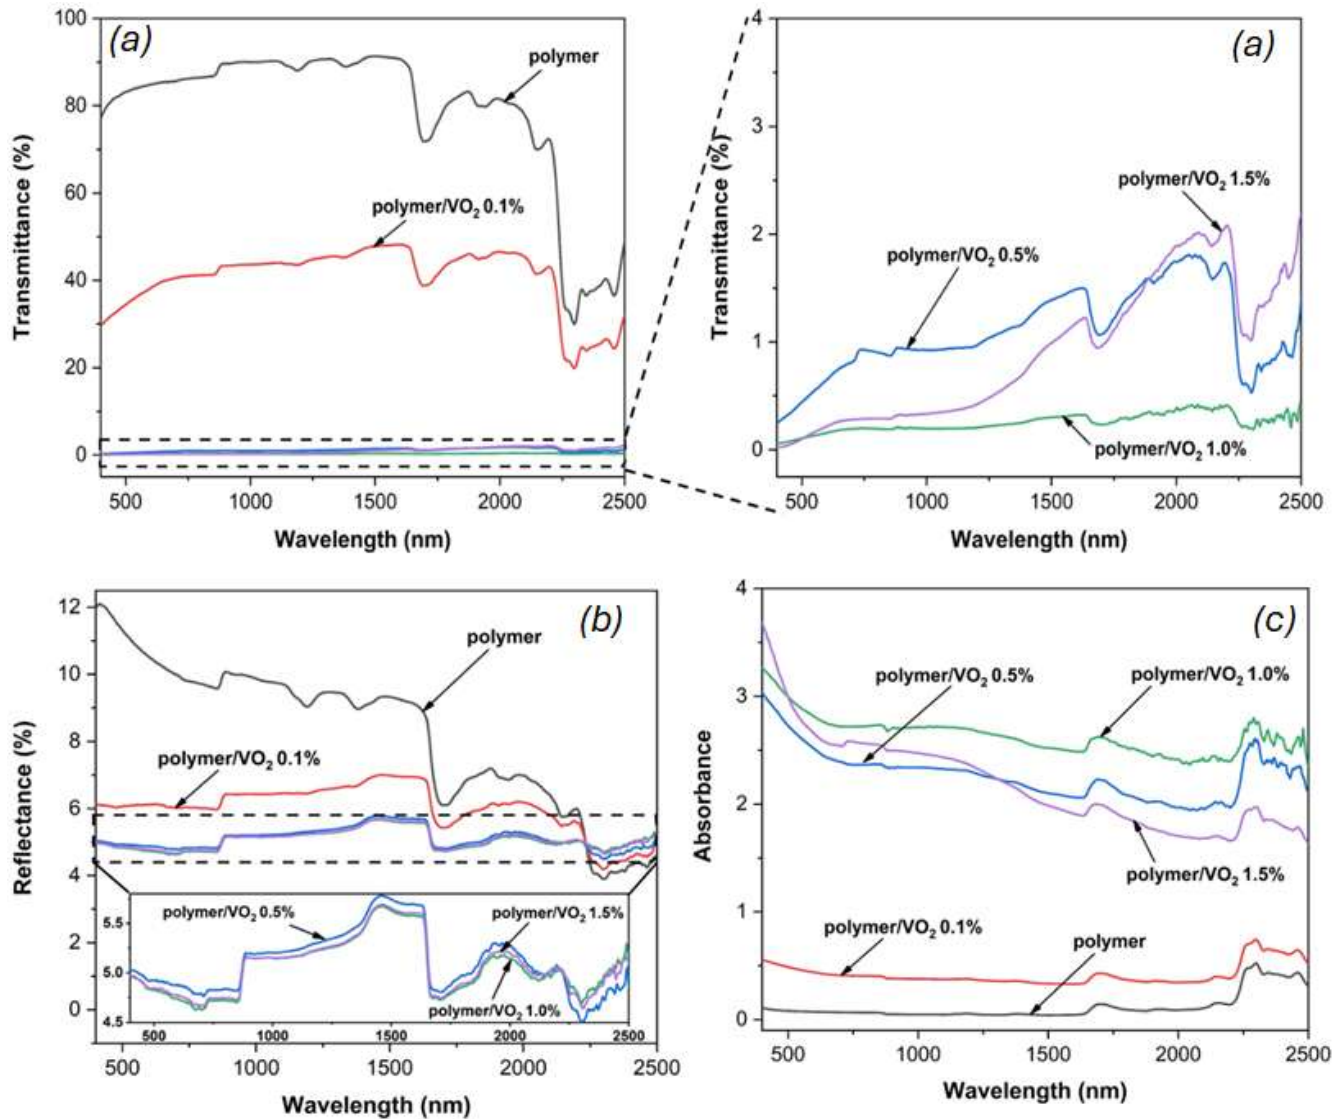 (a)
Transmittance (%)
100
80
60
40
20
0
polymer
polymer/VO₂ 0.1%
500 1000 1500 2000 2500
Wavelength (nm)
(a)
Transmittance (%)
4
3
2
1
0
polymer/VO₂ 1.5%
polymer/VO₂ 0.5%
polymer/VO₂ 1.0%
500 1000 1500 2000 2500
Wavelength (nm)
(b)
Reflectance (%)
12
10
8
6
4
2
0
polymer
polymer/VO₂ 0.1%
5.5
5.0
4.5
polymer/VO₂ 0.5%
polymer/VO₂ 1.5%
polymer/VO₂ 1.0%
500 1000 1500 2000 2500
500 1000 1500 2000 2500
Wavelength (nm)
(c)
Absorbance
4
3
2
1
0
polymer/VO₂ 0.5%
polymer/VO₂ 1.0%
polymer/VO₂ 1.5%
polymer/VO₂ 0.1%
polymer
500 1000 1500 2000 2500
Wavelength (nm)